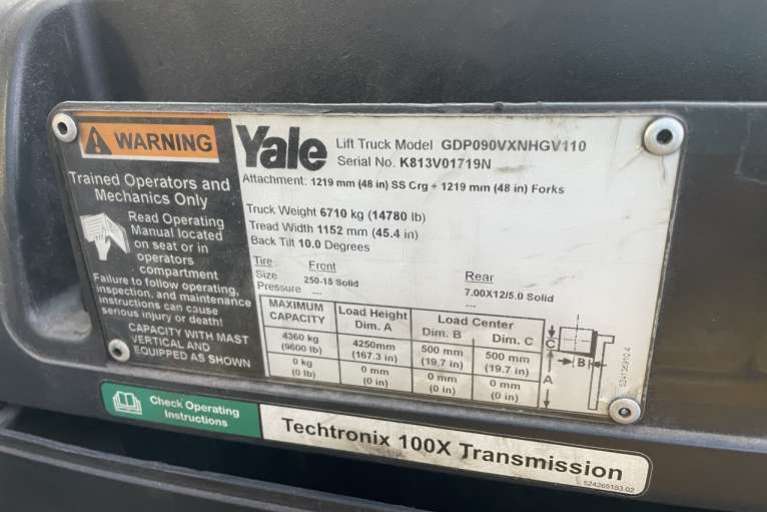 WARNING
Trained Operators and
Mechanics Only
Read Operating
Manual located
on seat or in
operators
compartment
Failure to follow operating,
inspection, and maintenance
instructions can cause
serious injury or death!
CAPACITY WITH MAST
VERTICAL AND
EQUIPPED AS SHOWN
Yale
Lift Truck Model GDP090VXNHGV110
Serial No. K813V01719N
Attachment: 1219 mm (48 in) SS Crg + 1219 mm (48 in) Forks
Truck Weight 6710 kg (14780 lb)
Tread Width 1152 mm (45.4 in)
Back Tilt 10.0 Degrees
Tire: Front Rear
Size 250-15 Solid 7.00X12/5.0 Solid
Pressure --- ---
MAXIMUM CAPACITY Load Height Dim. A Load Center Dim. B Dim. C
4360 kg (9600 lb) 4250mm (167.3 in) 500 mm (19.7 in) 500 mm (19.7 in)
0 kg (0 lb) 0 mm (0 in) 0 mm (0 in) 0 mm (0 in)
C
B
A
Check Operating
Instructions
Techtronix 100X Transmission